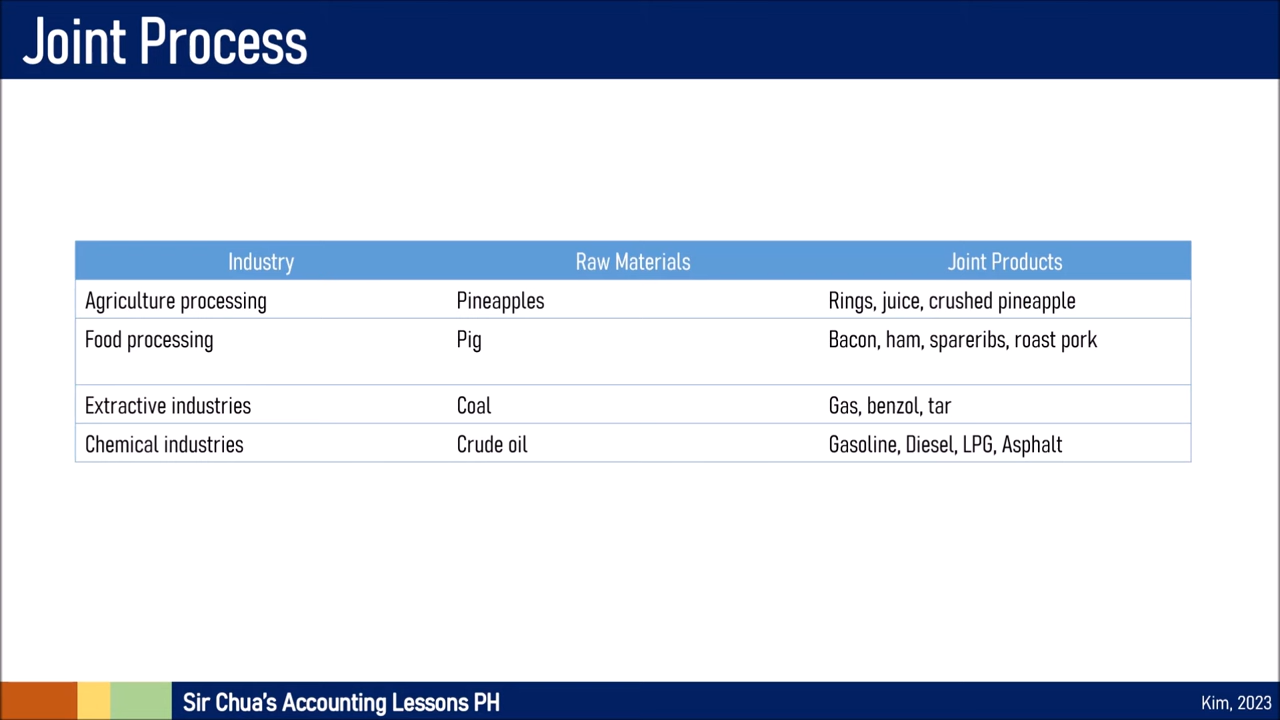 Joint Process
Industry Raw Materials Joint Products
Agriculture processing Pineapples Rings, juice, crushed pineapple
Food processing Pig Bacon, ham, spareribs, roast pork
Extractive industries Coal Gas, benzol, tar
Chemical industries Crude oil Gasoline, Diesel, LPG, Asphalt
Sir Chua's Accounting Lessons PH
Kim, 2023